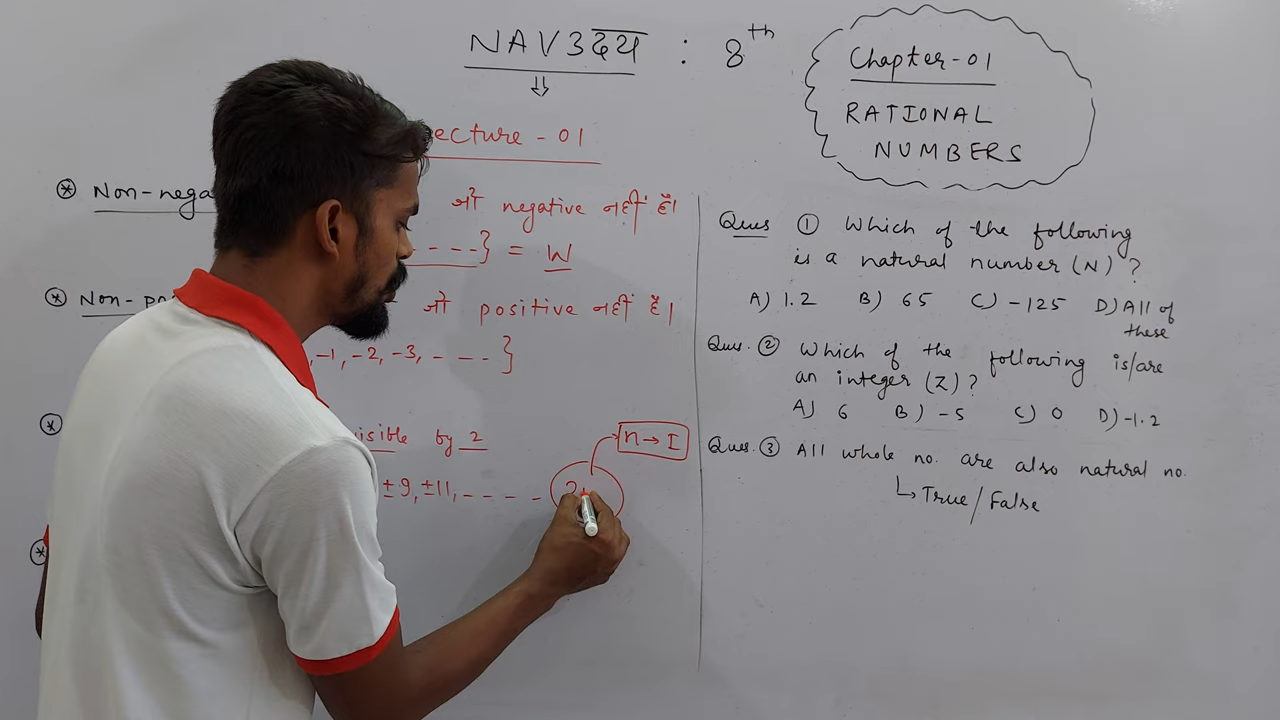 NAVउदय : 8th
⇓
ecture - 01
Chapter-01
RATIONAL
NUMBERS
⊛ Non-nega
जो negative नहीं है।
- ---} = W
⊛ Non-po
जो positive नहीं है।
, -1, -2, -3, - --- }
isible by 2
±9, ±11, - - - -
n → I
Ques ① Which of the following
is a natural number (N) ?
A) 1.2 B) 65 C) -125 D) All of
these
Ques. ② Which of the following is/are
an integer (Z) ?
A) 6 B) -5 C) 0 D) -1.2
Ques. ③ All whole no. are also natural no.
↳ True/False